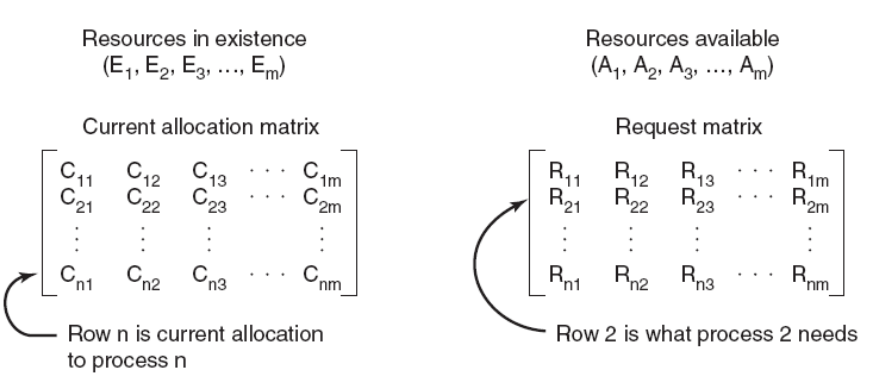 Resources in existence
(E₁, E₂, E₃, ..., Eₘ)
Current allocation matrix
C₁₁ C₁₂ C₁₃ · · · C₁ₘ
C₂₁ C₂₂ C₂₃ · · · C₂ₘ
⋮ ⋮ ⋮ ⋮
Cₙ₁ Cₙ₂ Cₙ₃ · · · Cₙₘ
Row n is current allocation
to process n
Resources available
(A₁, A₂, A₃, ..., Aₘ)
Request matrix
R₁₁ R₁₂ R₁₃ · · · R₁ₘ
R₂₁ R₂₂ R₂₃ · · · R₂ₘ
⋮ ⋮ ⋮ ⋮
Rₙ₁ Rₙ₂ Rₙ₃ · · · Rₙₘ
Row 2 is what process 2 needs